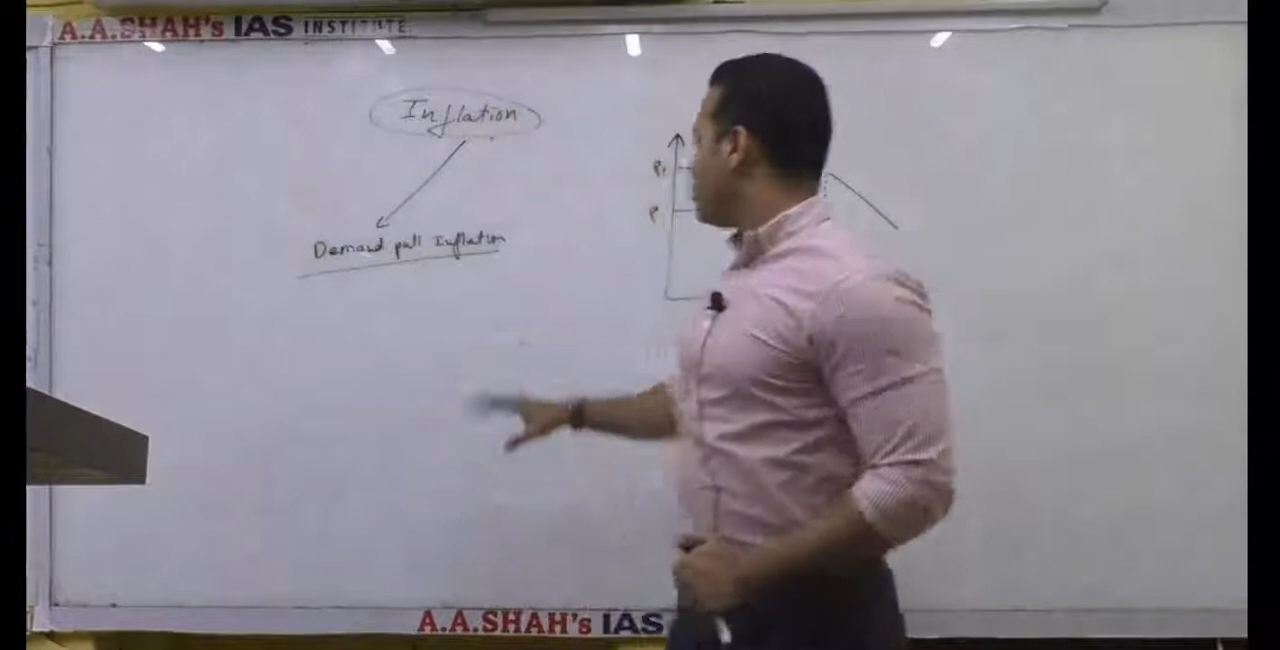 A.A.SHAH's IAS INSTITUTE
Inflation
Demand pull Inflation
P₁
P
A.A.SHAH's IAS